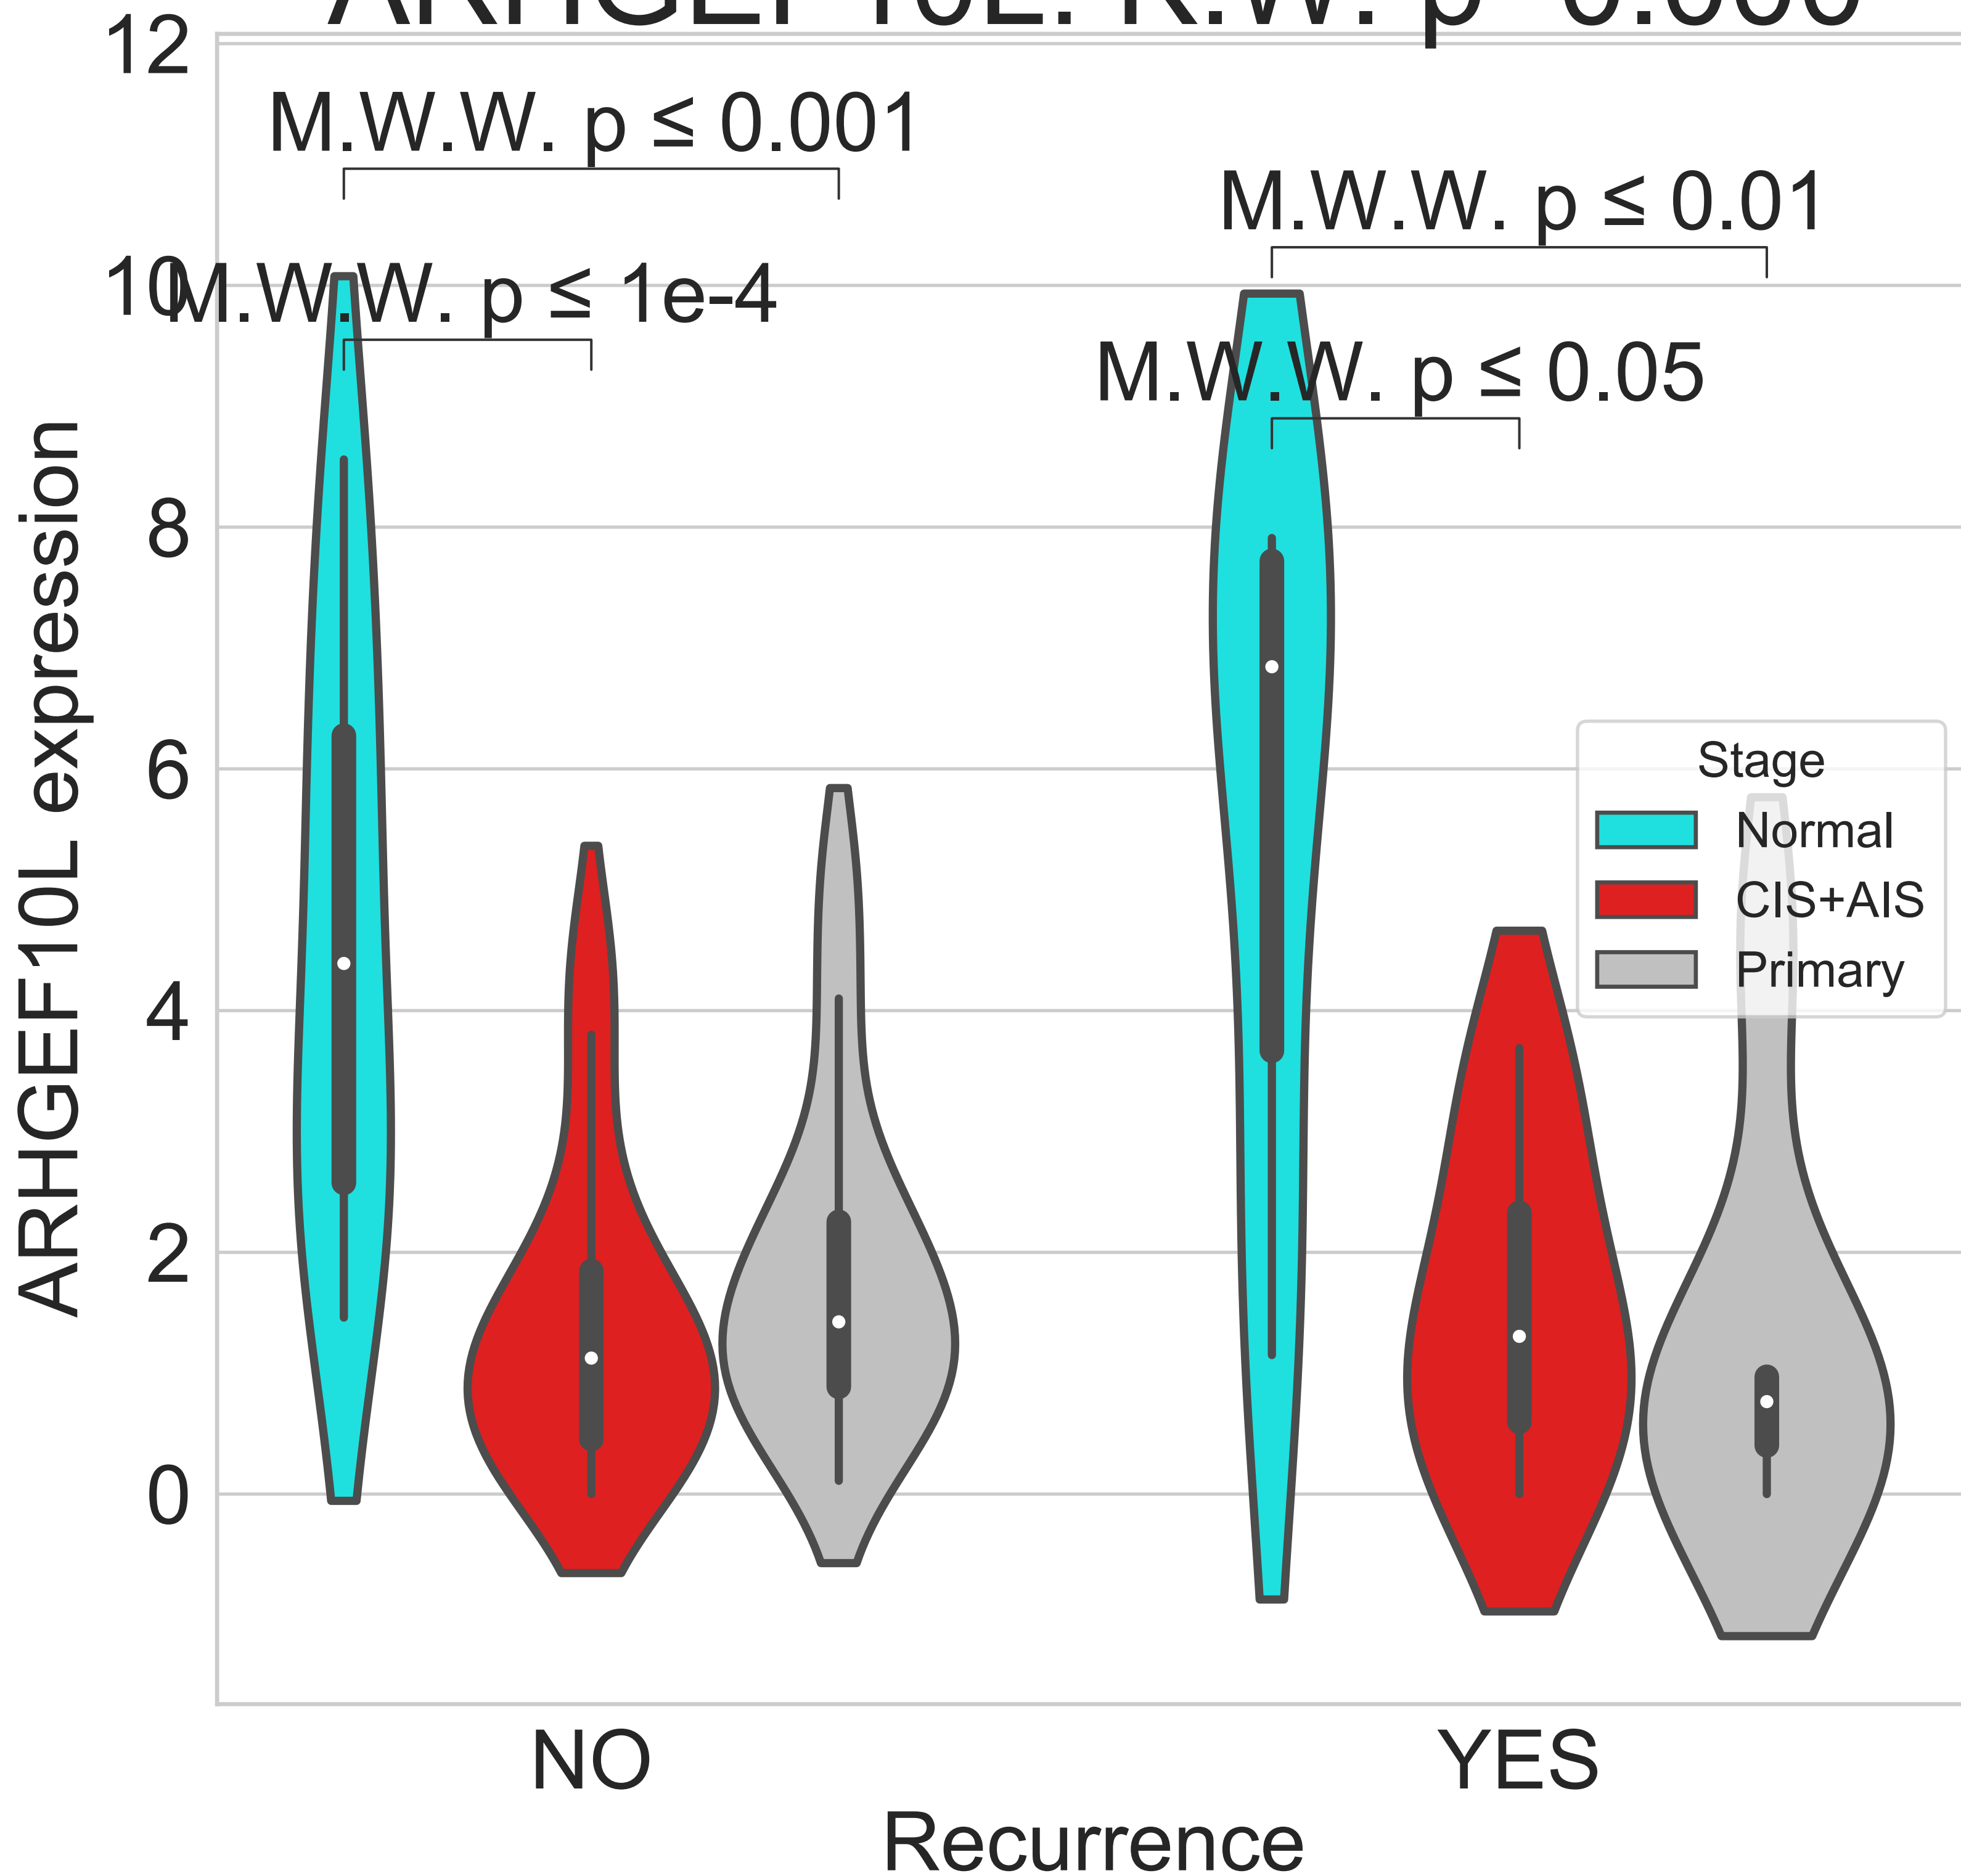 ARHGEF10L: K.W. p
12
M.W.W. p ≤ 0.001
M.W.W. p ≤ 0.01
10
M.W.W. p ≤ 1e-4
M.W.W. p ≤ 0.05
8
6
4
2
0
ARHGEF10L expression
Stage
Normal
CIS+AIS
Primary
NO
YES
Recurrence